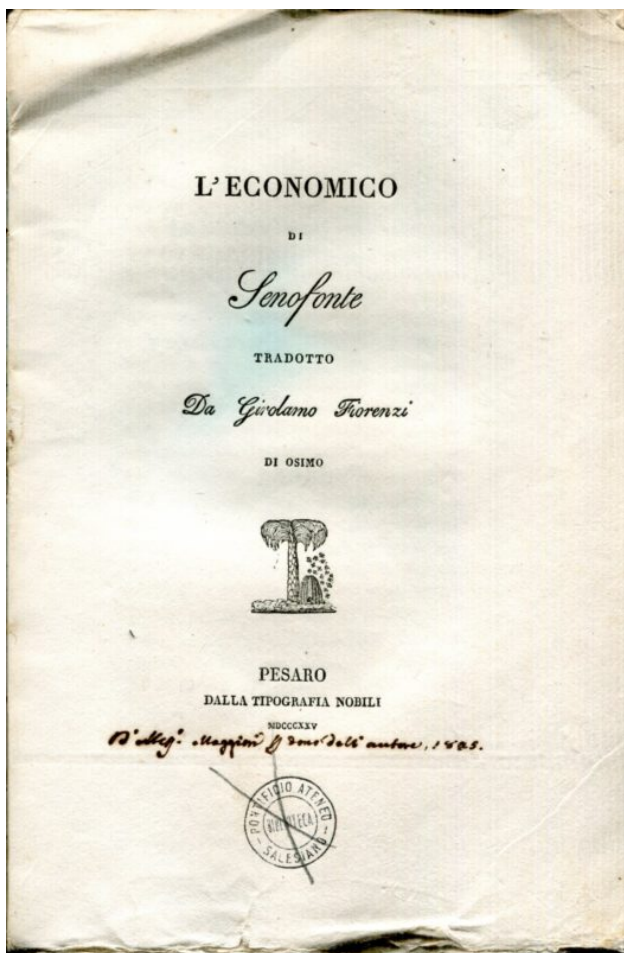 L'ECONOMICO
DI
Senofonte
TRADOTTO
Da Girolamo Fiorenzi
DI OSIMO
PESARO
DALLA TIPOGRAFIA NOBILI
MDCCCXXV
Maggiori dono dell' autore, 1825.
PONTIFICIO ATENEO
BIBLIOTECA
SALESIANO